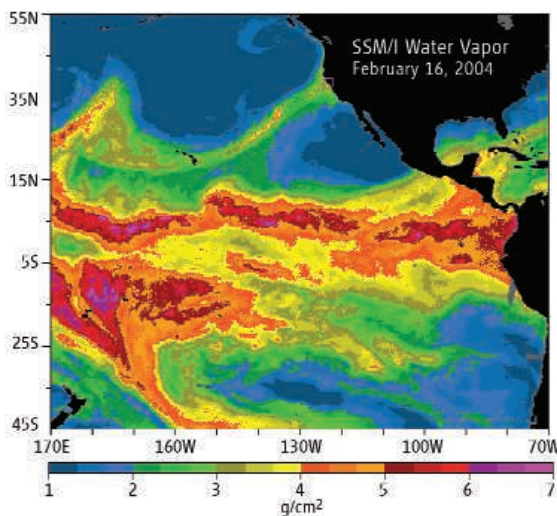 55N
SSM/I Water Vapor
February 16, 2004
35N
15N
5S
25S
45S
170E 160W 130W 100W 70W
1 2 3 4 5 6 7
g/cm²